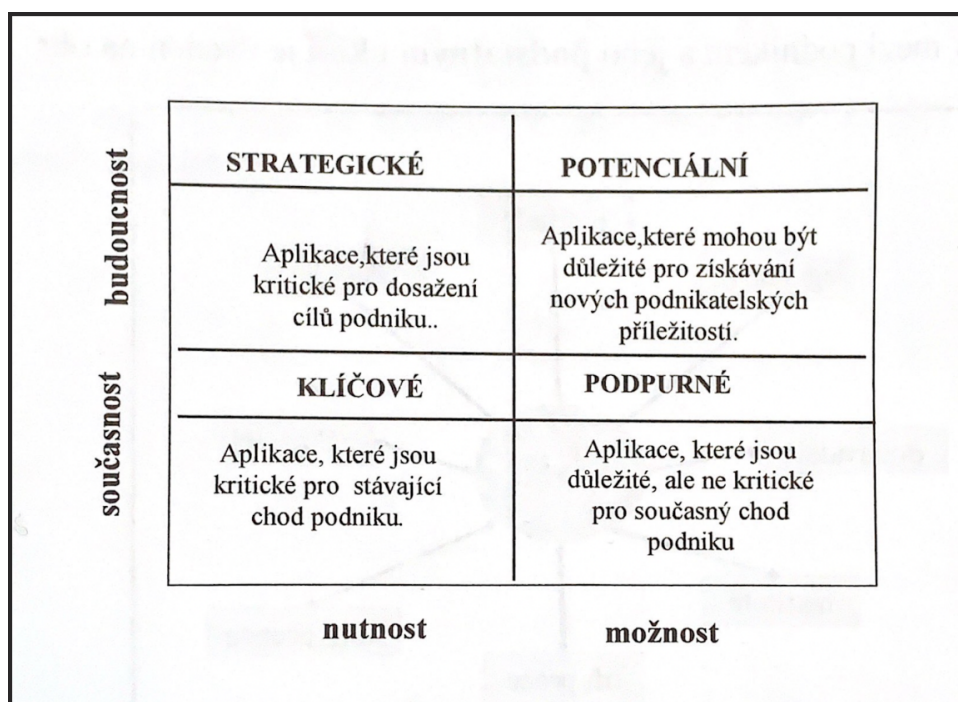 budoucnost
STRATEGICKÉ
Aplikace,které jsou
kritické pro dosažení
cílů podniku..
POTENCIÁLNÍ
Aplikace,které mohou být
důležité pro získávání
nových podnikatelských
příležitostí.
současnost
KLÍČOVÉ
Aplikace, které jsou
kritické pro stávající
chod podniku.
PODPURNÉ
Aplikace, které jsou
důležité, ale ne kritické
pro současný chod
podniku
nutnost
možnost